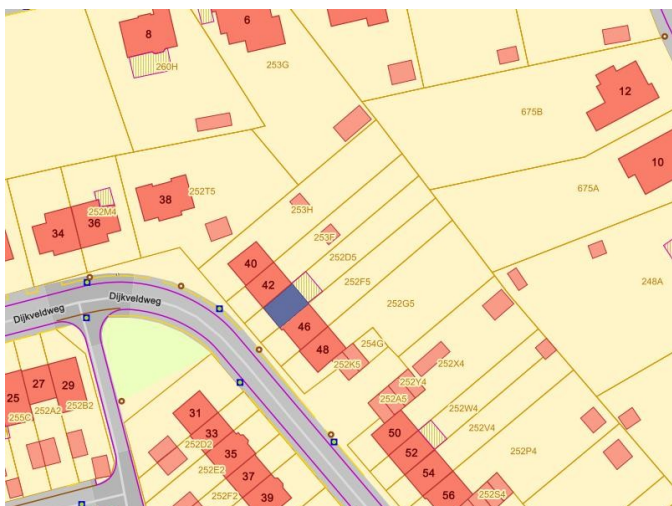 8
6
260H
253G
12
675B
10
675A
38
252T5
34
36
252M4
253H
253F
252D5
40
42
252F5
252G5
46
48
254G
252K5
248A
Dijkveldweg
Dijkveldweg
25
27
29
255C
252A2
252B2
31
33
252D2
35
252E2
37
252F2
39
252X4
252Y4
252A5
252W4
252V4
50
52
252P4
54
56
252S4